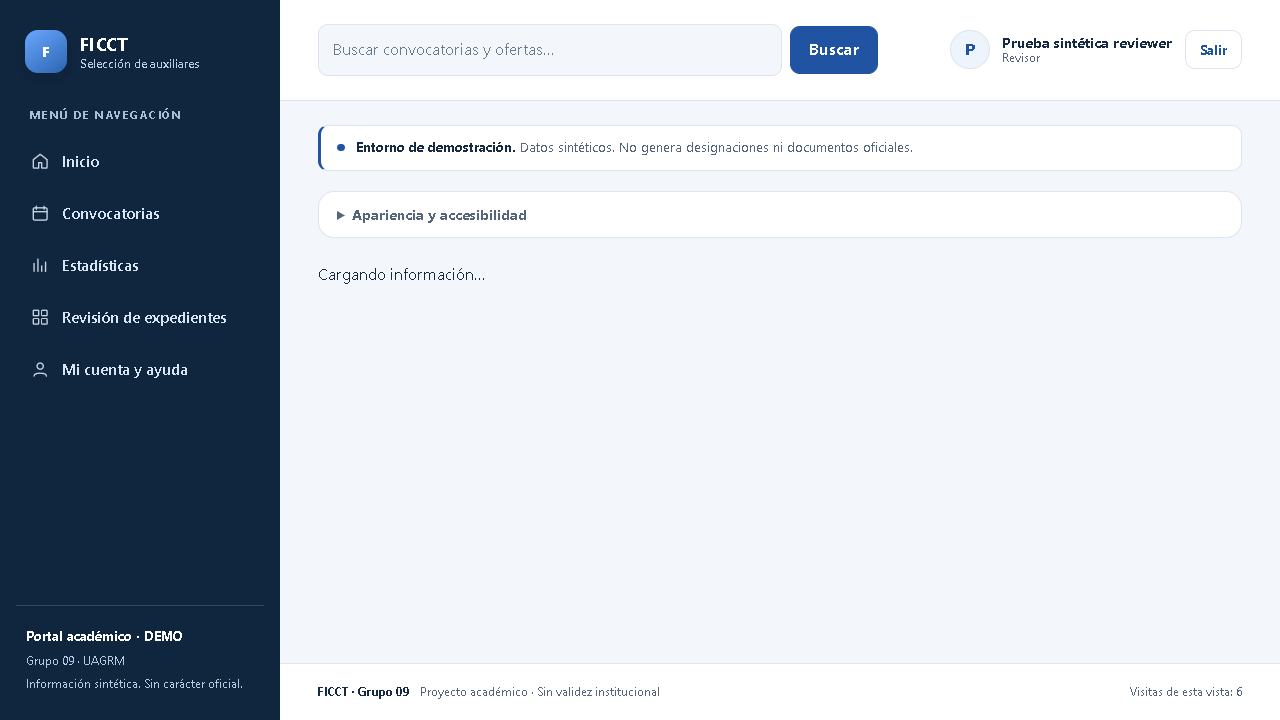 F
FICCT
Selección de auxiliares
MENÚ DE NAVEGACIÓN
Inicio
Convocatorias
Estadísticas
Revisión de expedientes
Mi cuenta y ayuda
Portal académico · DEMO
Grupo 09 · UAGRM
Información sintética. Sin carácter oficial.
Buscar convocatorias y ofertas...
Buscar
P
Prueba sintética reviewer
Revisor
Salir
Entorno de demostración. Datos sintéticos. No genera designaciones ni documentos oficiales.
Apariencia y accesibilidad
Cargando información...
FICCT · Grupo 09 Proyecto académico · Sin validez institucional
Visitas de esta vista: 6